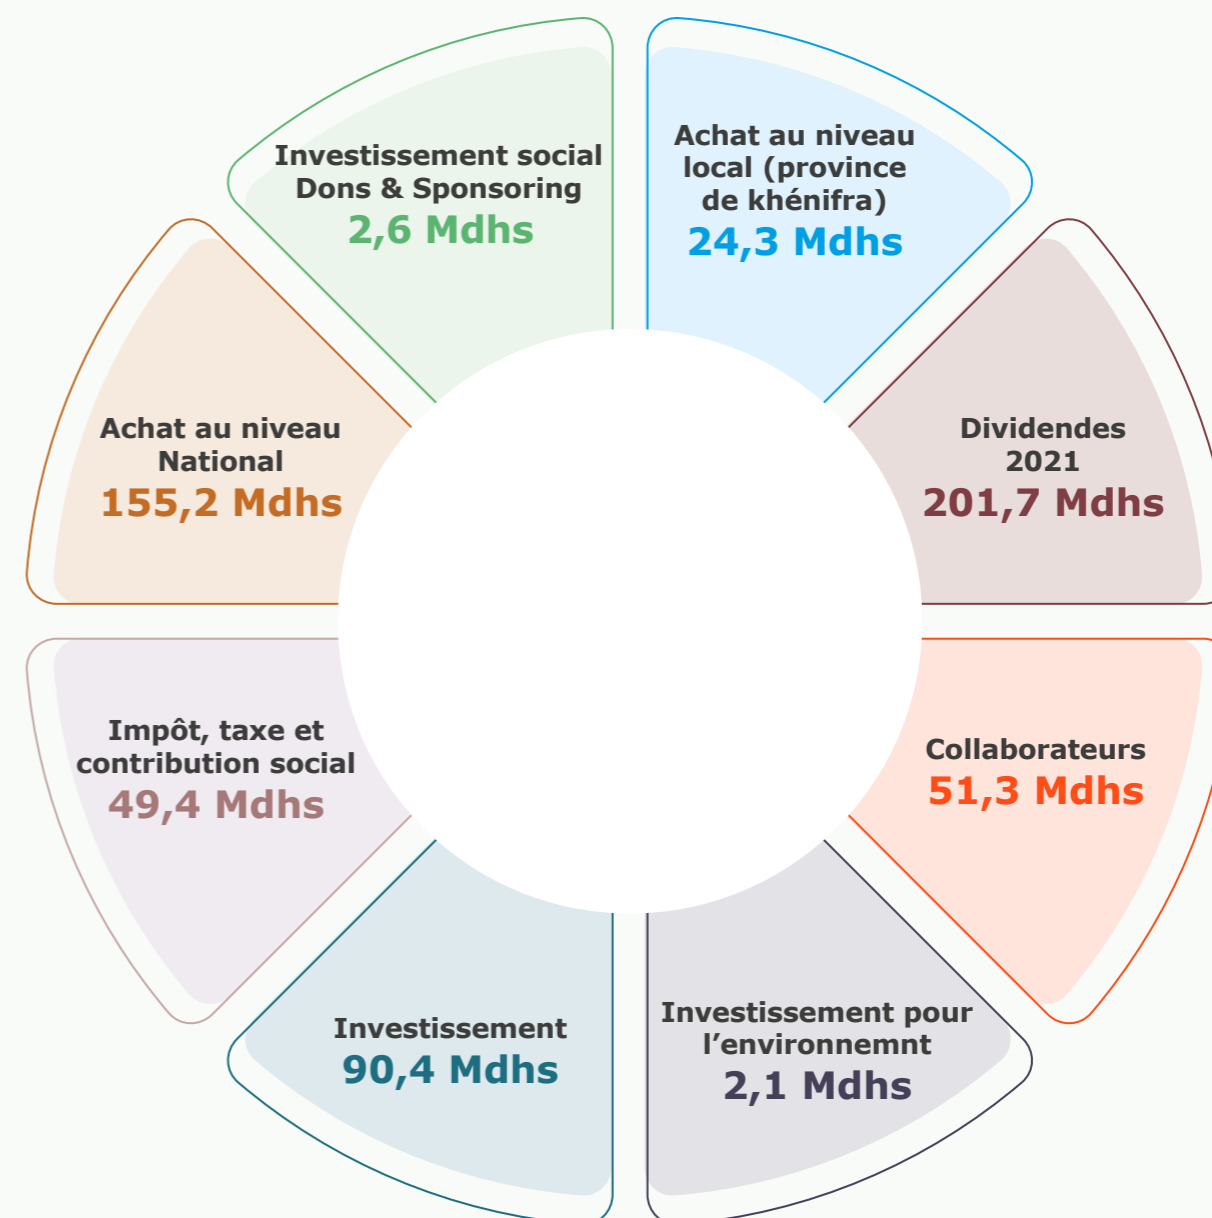 Investissement social
Dons & Sponsoring
2,6 Mdhs
Achat au niveau
local (province
de khénifra)
24,3 Mdhs
Achat au niveau
National
155,2 Mdhs
Dividendes
2021
201,7 Mdhs
Impôt, taxe et
contribution social
49,4 Mdhs
Collaborateurs
51,3 Mdhs
Investissement
90,4 Mdhs
Investissement pour
l’environnemnt
2,1 Mdhs